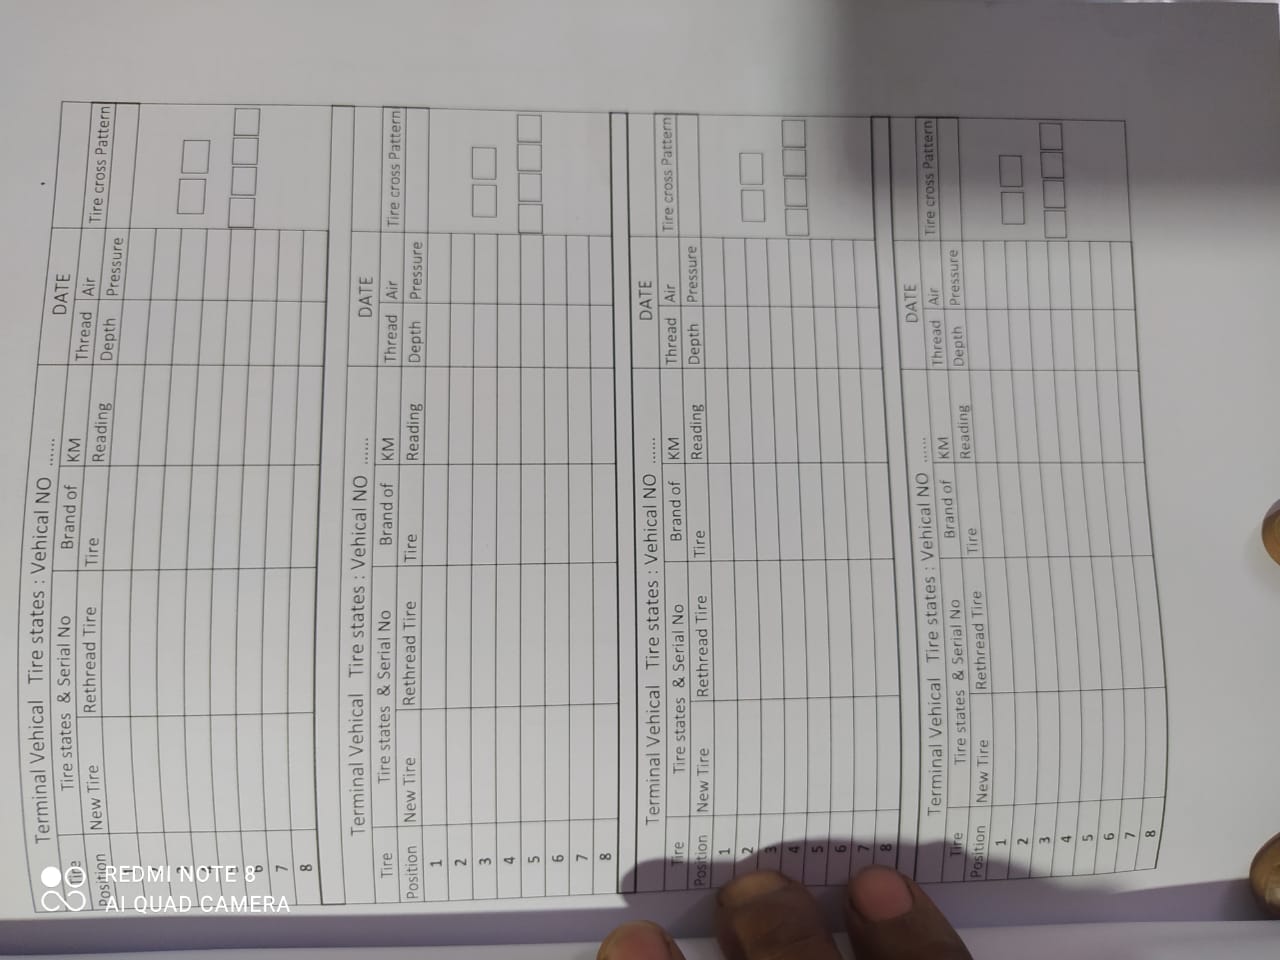 Terminal Vehical Tire states : Vehical NO ...... DATE
Tire Tire states & Serial No Brand of KM Thread Air Tire cross Pattern
Position New Tire Rethread Tire Tire Reading Depth Pressure
6
7
8
Terminal Vehical Tire states : Vehical NO ...... DATE
Tire Tire states & Serial No Brand of KM Thread Air Tire cross Pattern
Position New Tire Rethread Tire Tire Reading Depth Pressure
1
2
3
4
5
6
7
8
Terminal Vehical Tire states : Vehical NO ...... DATE
Tire Tire states & Serial No Brand of KM Thread Air Tire cross Pattern
Position New Tire Rethread Tire Tire Reading Depth Pressure
1
2
3
4
5
6
7
8
Terminal Vehical Tire states : Vehical NO ...... DATE
Tire Tire states & Serial No Brand of KM Thread Air Tire cross Pattern
Position New Tire Rethread Tire Tire Reading Depth Pressure
1
2
3
4
5
6
7
8
REDMI NOTE 8
AI QUAD CAMERA